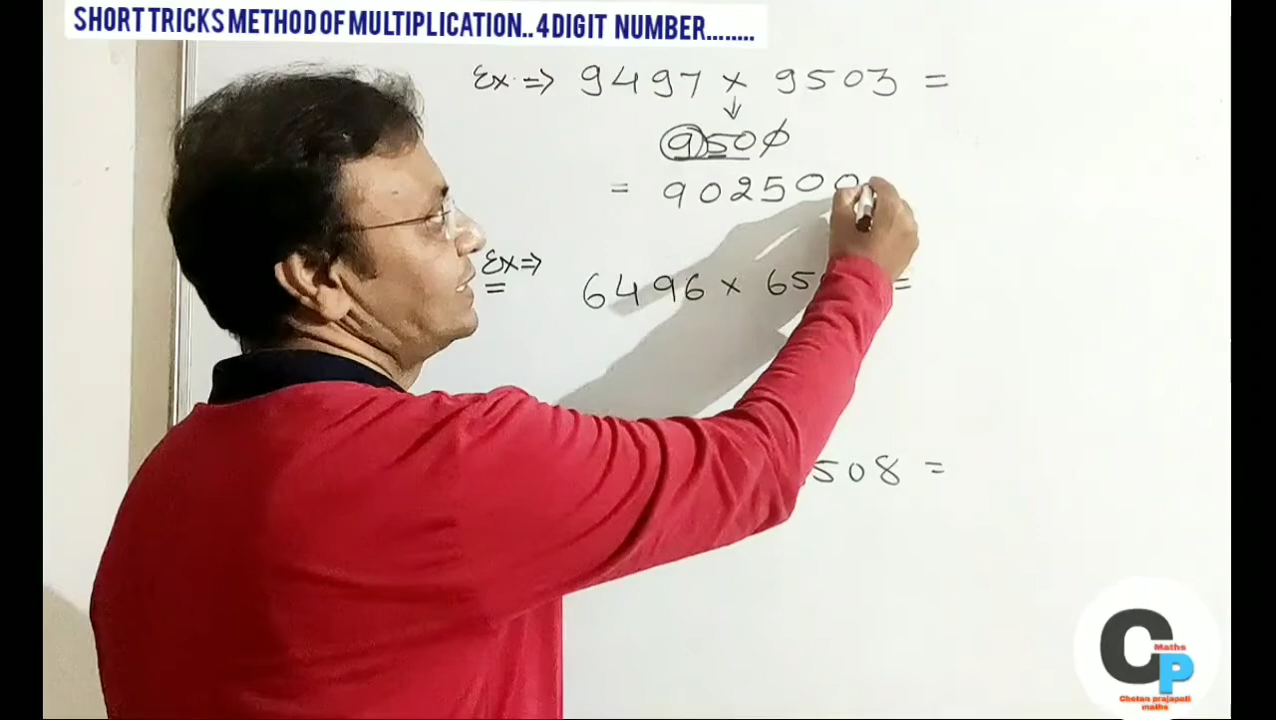 SHORT TRICKS METHOD OF MULTIPLICATION.. 4 DIGIT NUMBER........
Ex. ⇒ 9497 × 9503 =
↓
9500
= 902500
Ex ⇒ 6496 × 65 =
508 =
CP
Maths
Chetan prajapati
maths